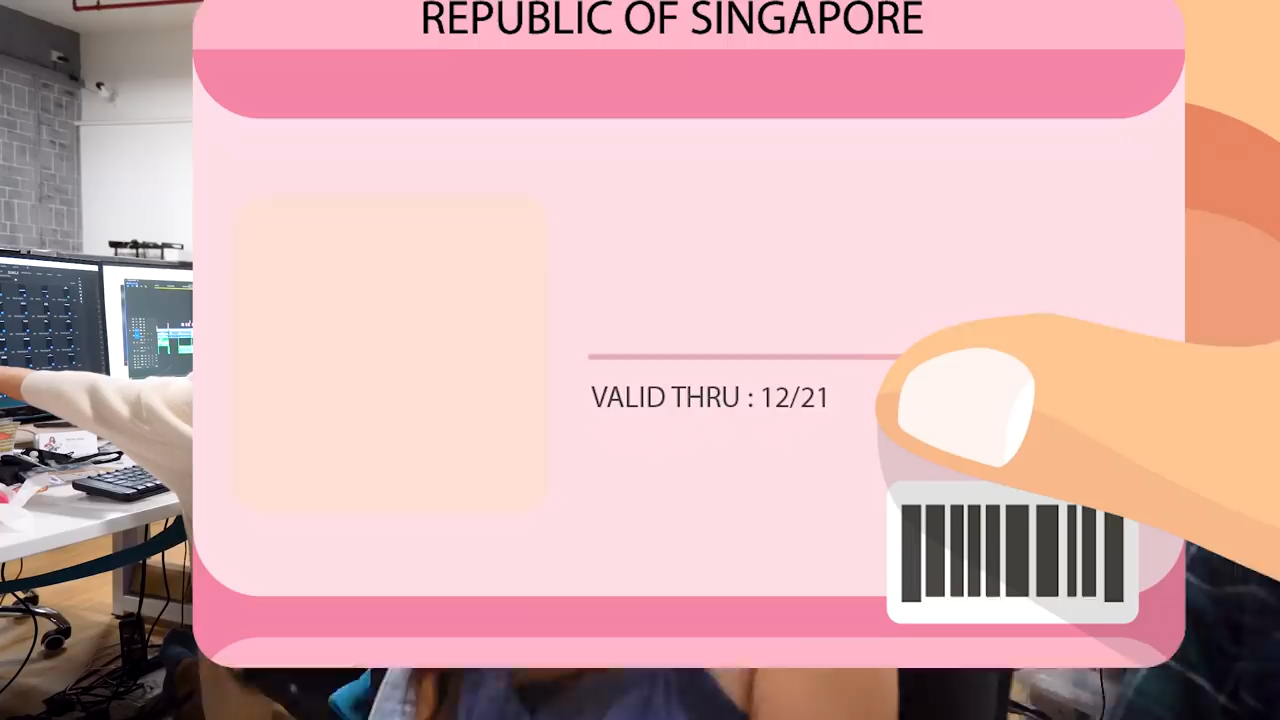 REPUBLIC OF SINGAPORE
VALID THRU : 12/21